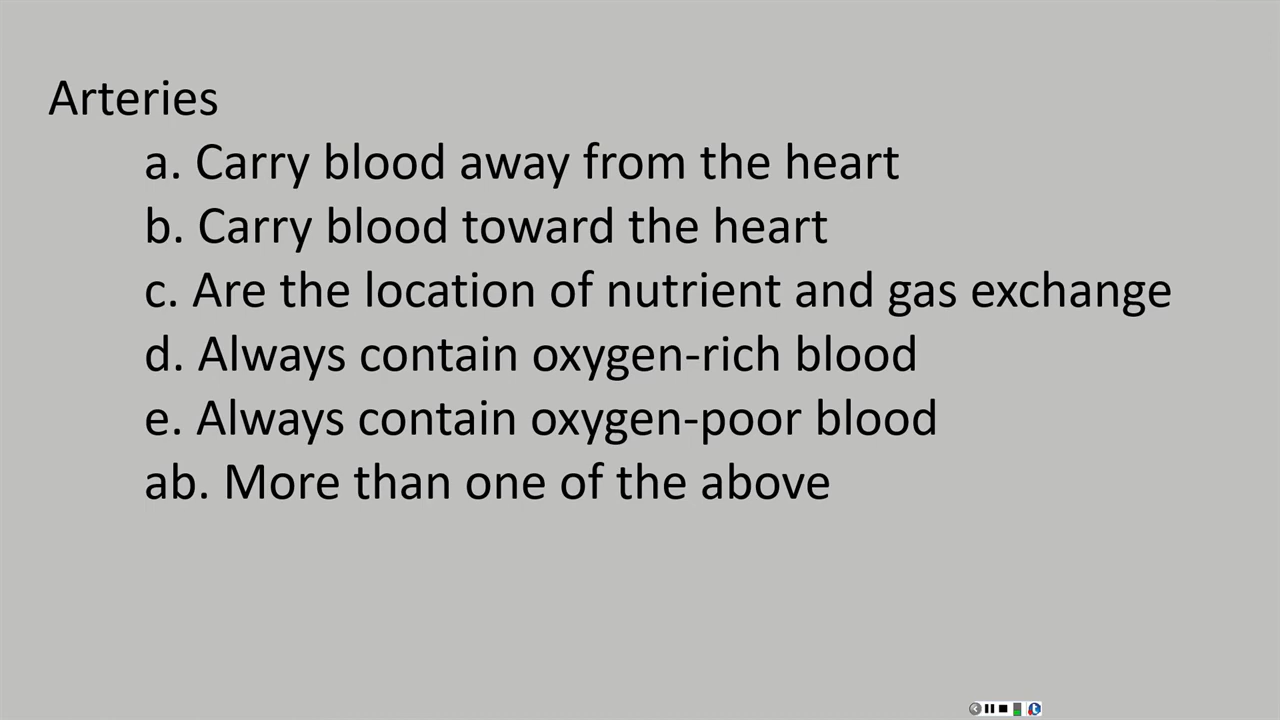 Arteries
a. Carry blood away from the heart
b. Carry blood toward the heart
c. Are the location of nutrient and gas exchange
d. Always contain oxygen-rich blood
e. Always contain oxygen-poor blood
ab. More than one of the above